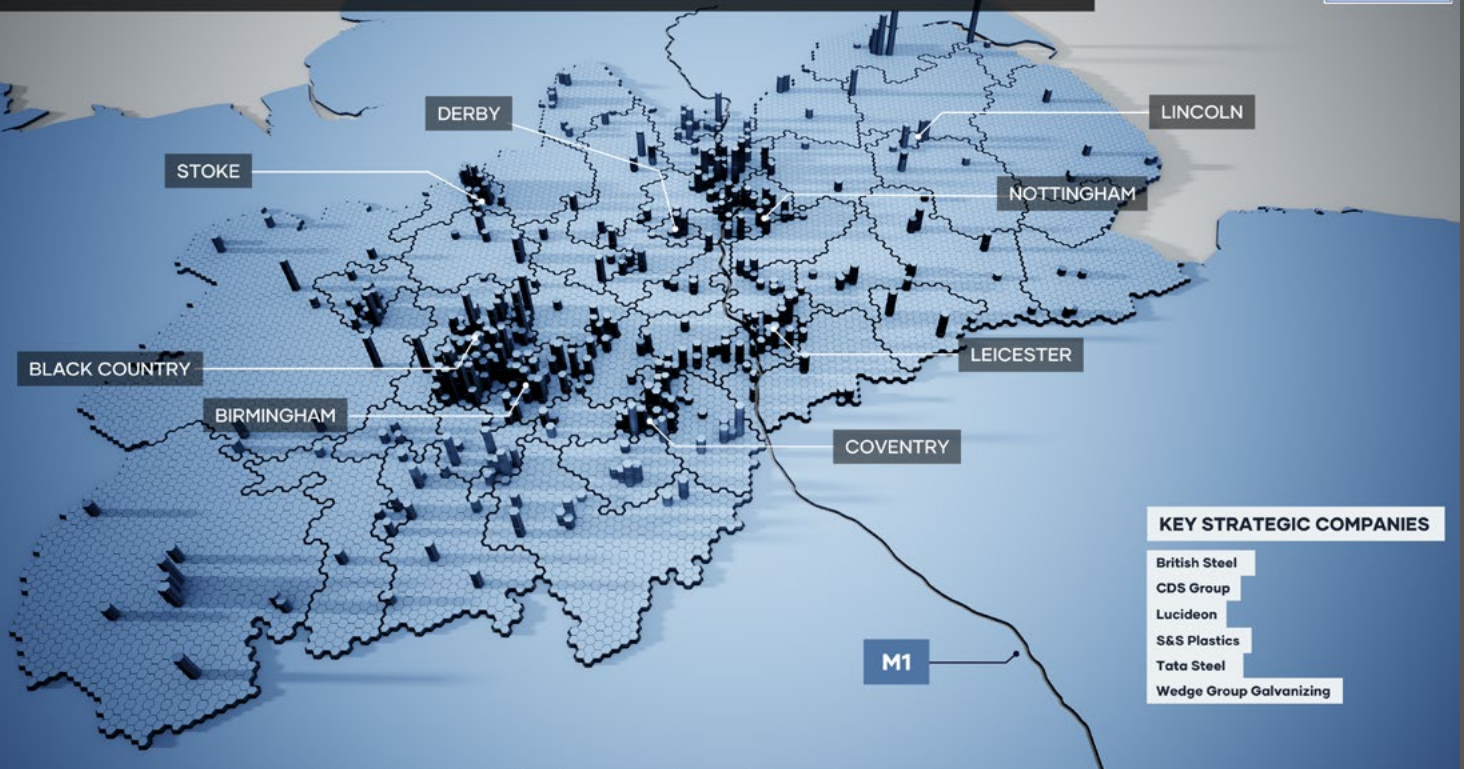 DERBY
LINCOLN
STOKE
NOTTINGHAM
BLACK COUNTRY
LEICESTER
BIRMINGHAM
COVENTRY
KEY STRATEGIC COMPANIES
British Steel
CDS Group
Lucideon
S&S Plastics
Tata Steel
Wedge Group Galvanizing
M1